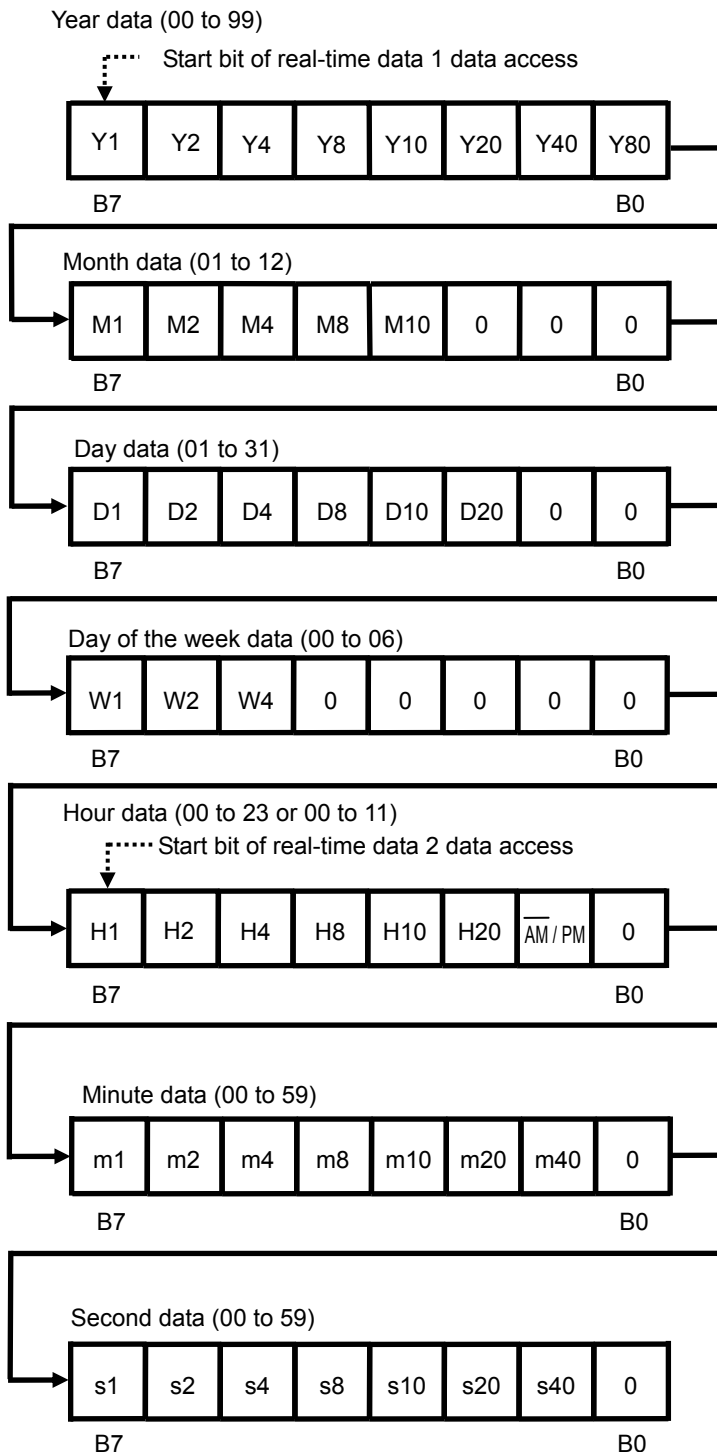 Year data (00 to 99)
Start bit of real-time data 1 data access
Y1 Y2 Y4 Y8 Y10 Y20 Y40 Y80
B7 B0
Month data (01 to 12)
M1 M2 M4 M8 M10 0 0 0
B7 B0
Day data (01 to 31)
D1 D2 D4 D8 D10 D20 0 0
B7 B0
Day of the week data (00 to 06)
W1 W2 W4 0 0 0 0 0
B7 B0
Hour data (00 to 23 or 00 to 11)
Start bit of real-time data 2 data access
H1 H2 H4 H8 H10 H20 A̅M̅ / PM 0
B7 B0
Minute data (00 to 59)
m1 m2 m4 m8 m10 m20 m40 0
B7 B0
Second data (00 to 59)
s1 s2 s4 s8 s10 s20 s40 0
B7 B0